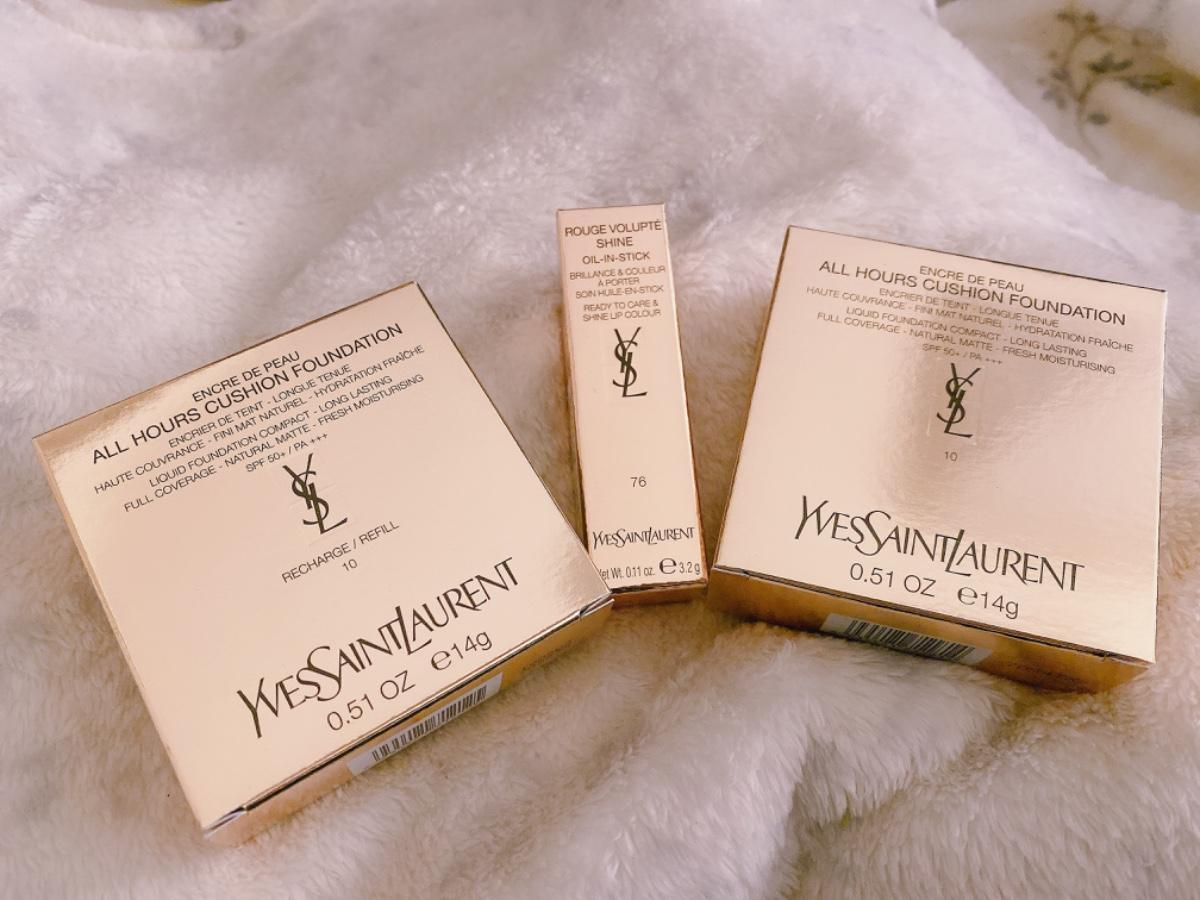 ENCRE DE PEAU
ALL HOURS CUSHION FOUNDATION
ENCRIER DE TEINT - LONGUE TENUE
HAUTE COUVRANCE - FINI MAT NATUREL - HYDRATATION FRAÎCHE
LIQUID FOUNDATION COMPACT - LONG LASTING
FULL COVERAGE - NATURAL MATTE - FRESH MOISTURISING
SPF 50+ / PA +++
YSL
RECHARGE / REFILL
10
YVESSAINTLAURENT
0.51 OZ ℮14g
ROUGE VOLUPTÉ
SHINE
OIL-IN-STICK
BRILLANCE & COULEUR
À PORTER
SOIN HUILE-EN-STICK
READY TO CARE &
SHINE UP COLOUR
YSL
76
YVESSAINTLAURENT
et Wt. 0.11 oz. ℮ 3.2g
ENCRE DE PEAU
ALL HOURS CUSHION FOUNDATION
ENCRIER DE TEINT - LONGUE TENUE
HAUTE COUVRANCE - FINI MAT NATUREL - HYDRATATION FRAÎCHE
LIQUID FOUNDATION COMPACT - LONG LASTING
FULL COVERAGE - NATURAL MATTE - FRESH MOISTURISING
SPF 50+ / PA +++
YSL
10
YVESSAINTLAURENT
0.51 OZ ℮14g